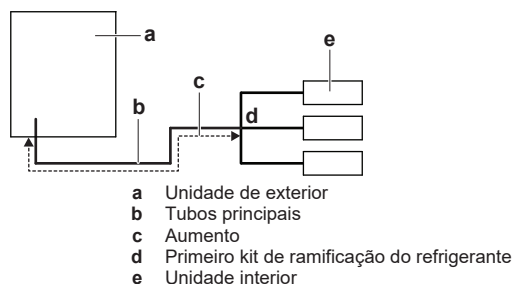 a
e
c
b
d
a Unidade de exterior
b Tubos principais
c Aumento
d Primeiro kit de ramificação do refrigerante
e Unidade interior